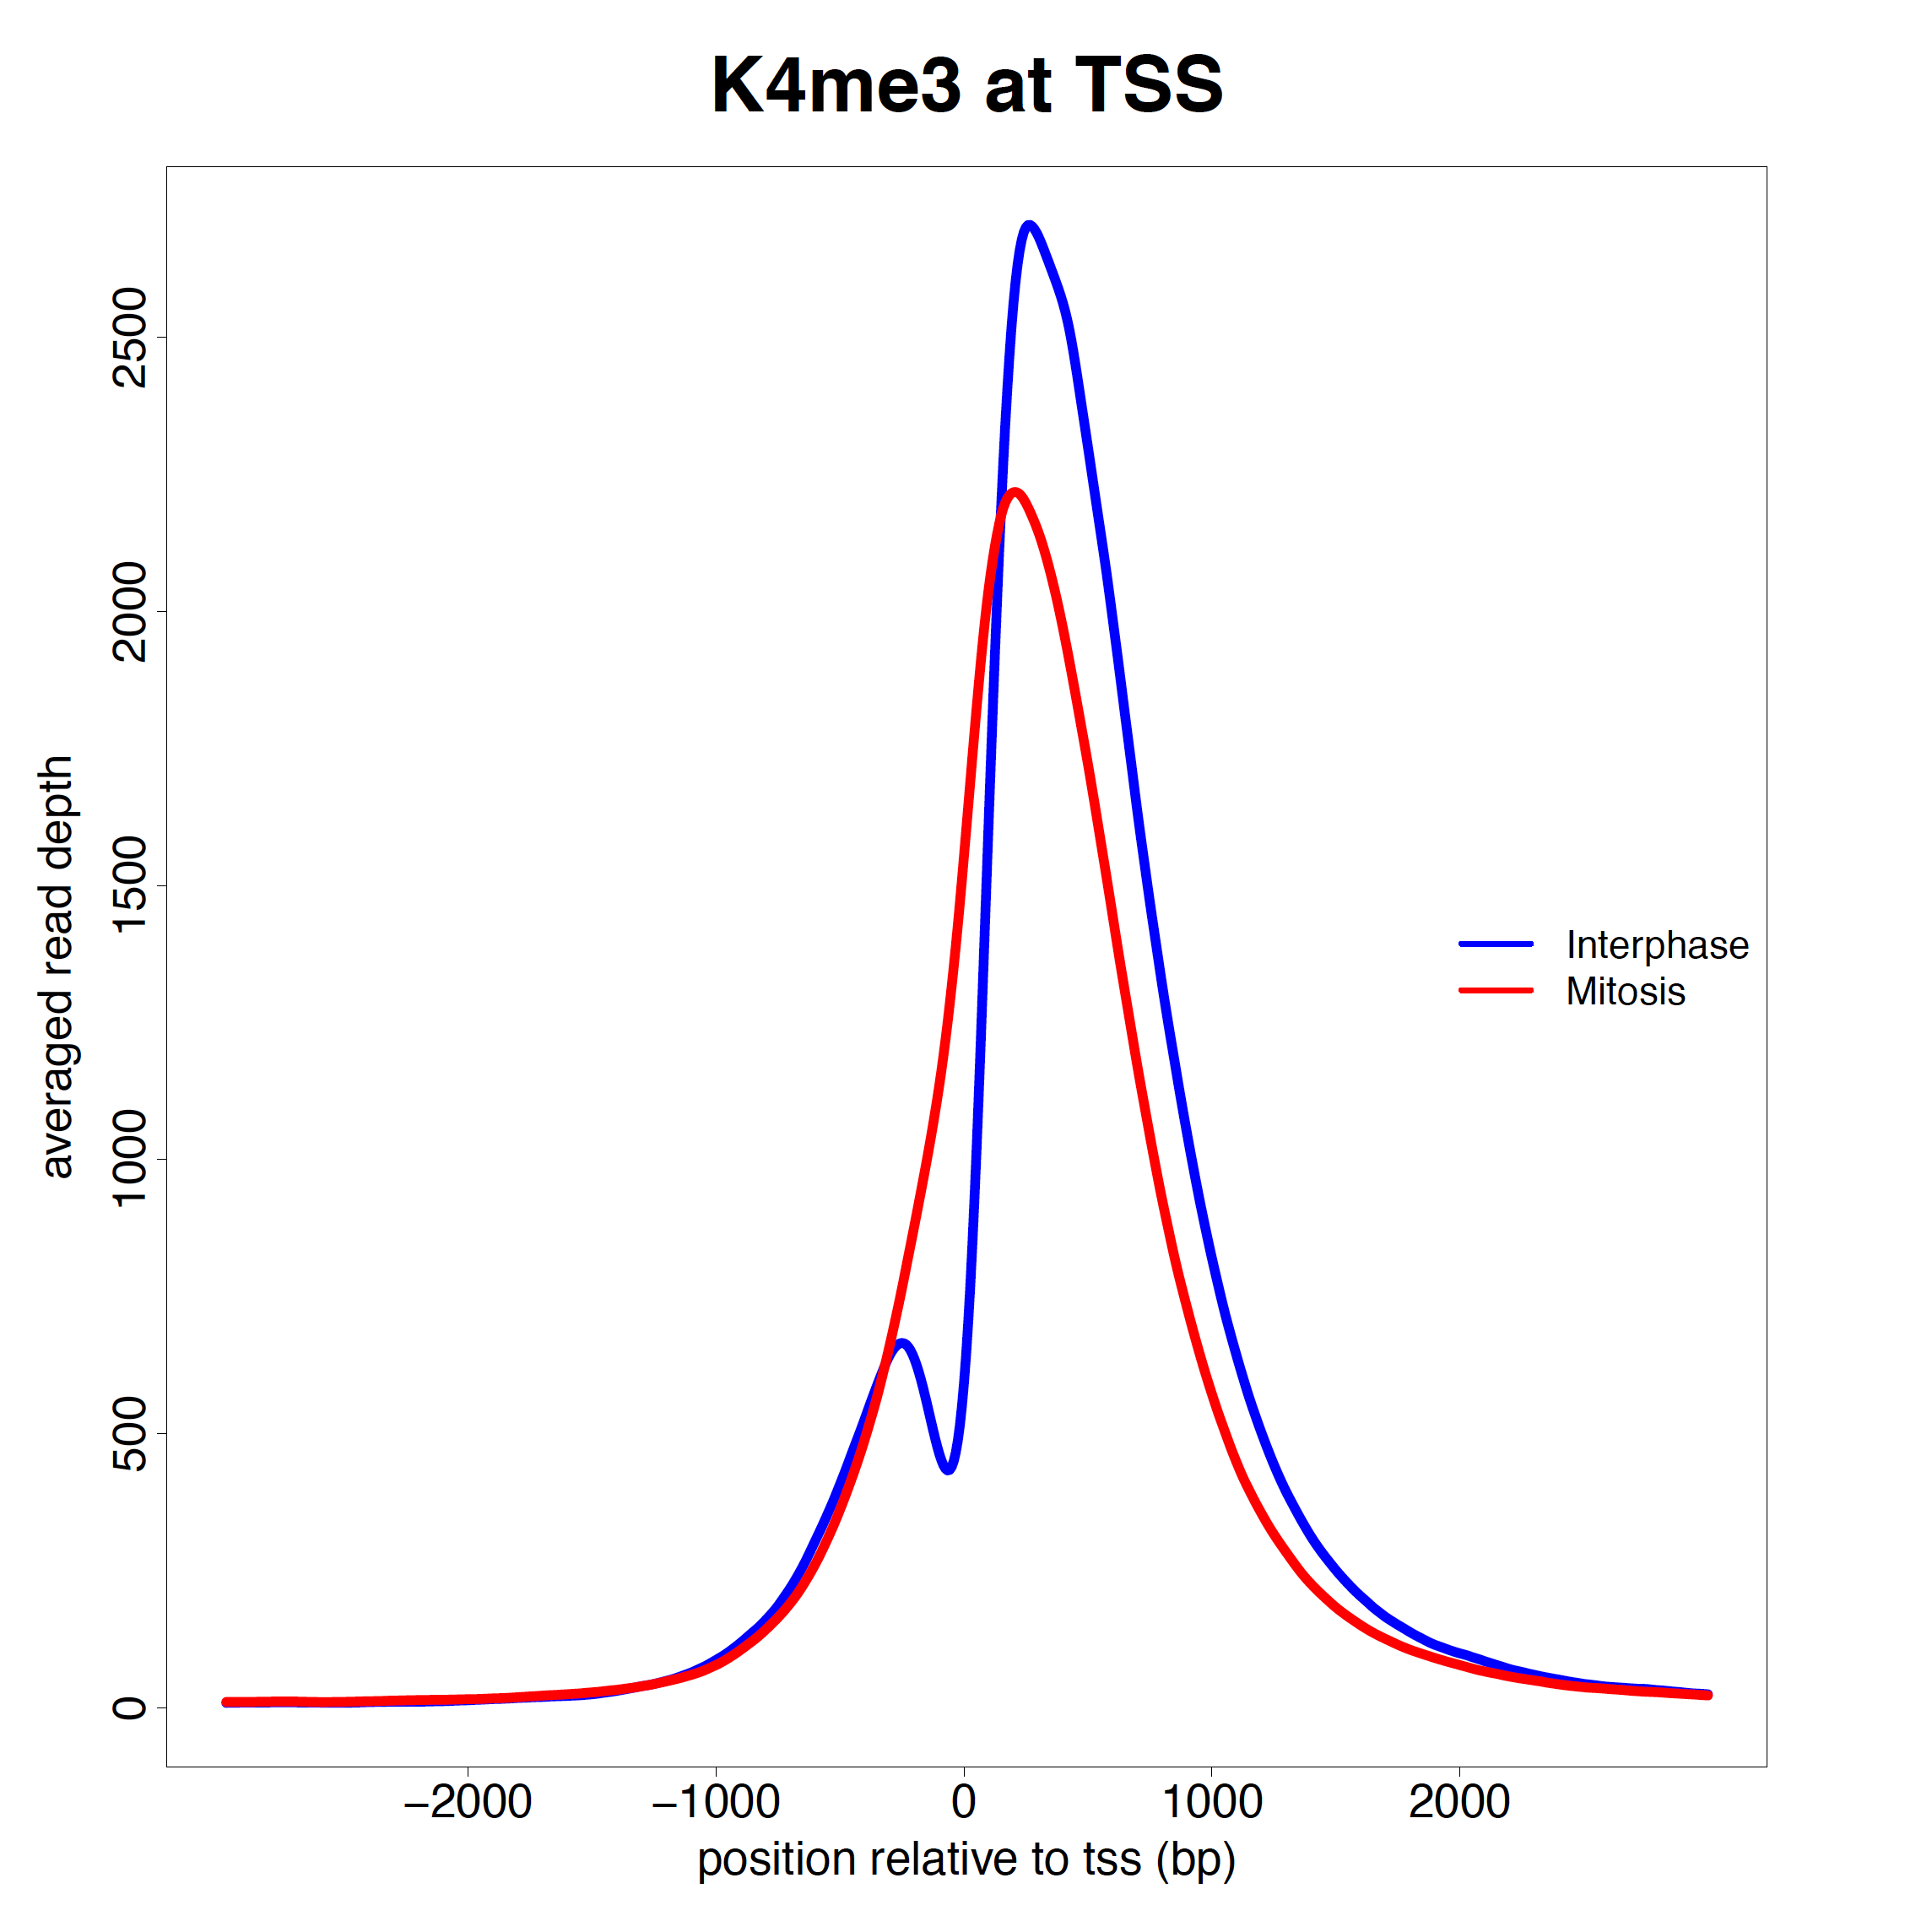 K4me3 at TSS
averaged read depth
2500
2000
1500
1000
500
0
Interphase
Mitosis
−2000 −1000 0 1000 2000
position relative to tss (bp)